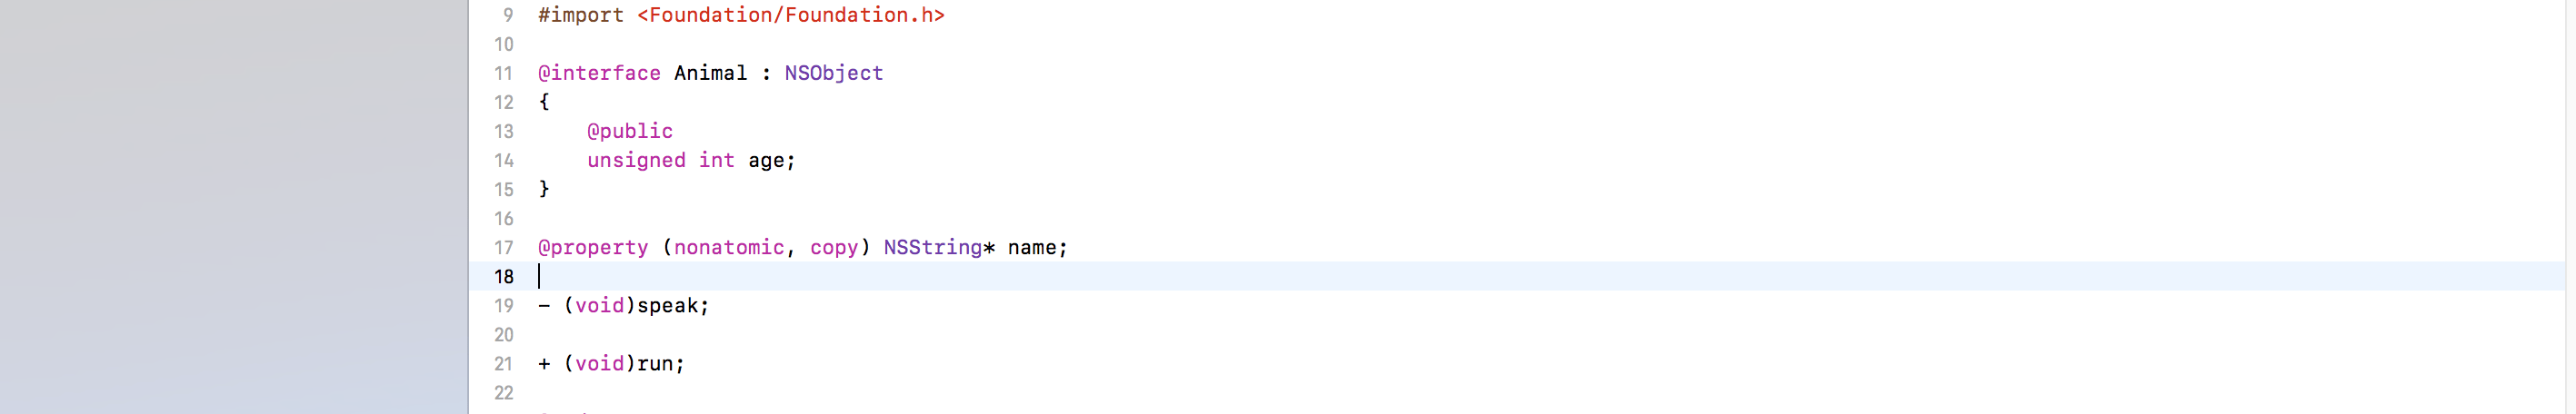 9 #import <Foundation/Foundation.h>
10
11 @interface Animal : NSObject
12 {
13     @public
14     unsigned int age;
15 }
16
17 @property (nonatomic, copy) NSString* name;
18
19 - (void)speak;
20
21 + (void)run;
22